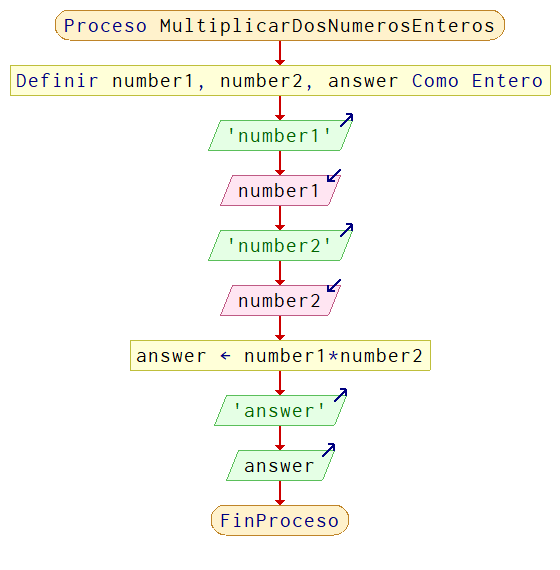 Proceso MultiplicarDosNumerosEnteros
Definir number1, number2, answer Como Entero
'number1'
number1
'number2'
number2
answer ← number1*number2
'answer'
answer
FinProceso